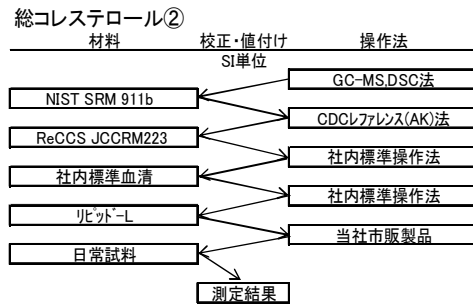 総コレステロール②
材料 校正・値付け 操作法
SI単位
GC-MS,DSC法
NIST SRM 911b
CDCレファレンス(AK)法
ReCCS JCCRM223
社内標準操作法
社内標準血清
社内標準操作法
リピッド-L
当社市販製品
日常試料
測定結果